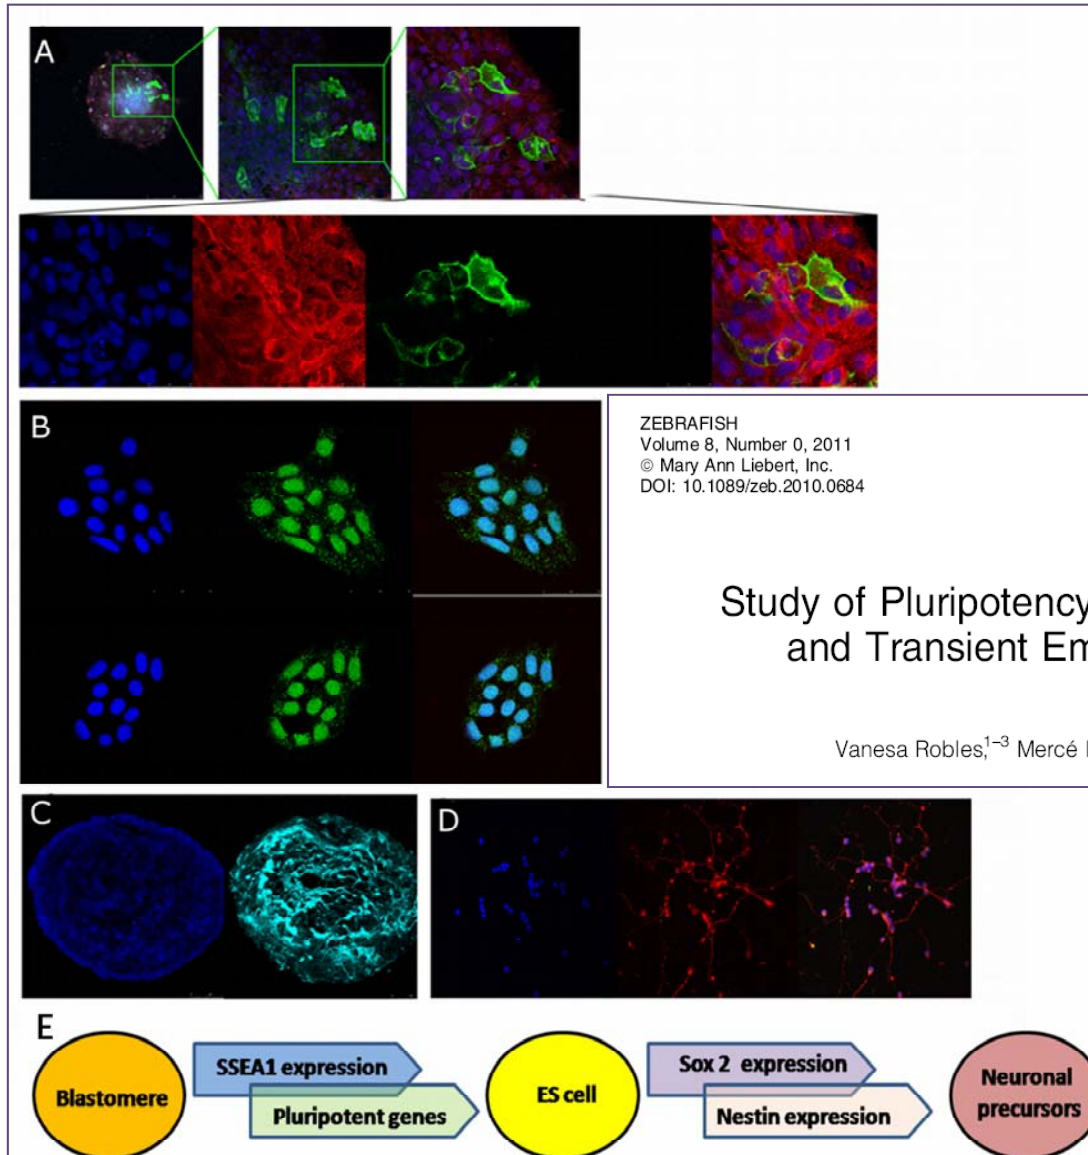 A
B
ZEBRAFISH
Volume 8, Number 0, 2011
© Mary Ann Liebert, Inc.
DOI: 10.1089/zeb.2010.0684
Study of Pluripotency
and Transient Em
Vanesa Robles,1–3 Mercé
C
D
E
Blastomere
SSEA1 expression
Pluripotent genes
ES cell
Sox 2 expression
Nestin expression
Neuronal
precursors